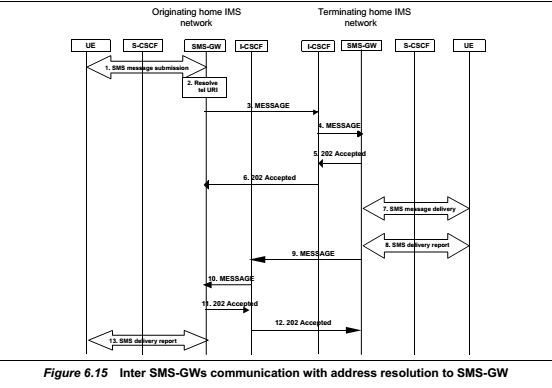 Originating home IMS
network
Terminating home IMS
network
UE
S-CSCF
SMS-GW
I-CSCF
I-CSCF
SMS-GW
S-CSCF
UE
1. SMS message submission
2. Resolve
tel URI
3. MESSAGE
4. MESSAGE
5. 202 Accepted
6. 202 Accepted
7. SMS message delivery
8. SMS delivery report
9. MESSAGE
10. MESSAGE
11. 202 Accepted
12. 202 Accepted
13. SMS delivery report
Figure 6.15 Inter SMS-GWs communication with address resolution to SMS-GW